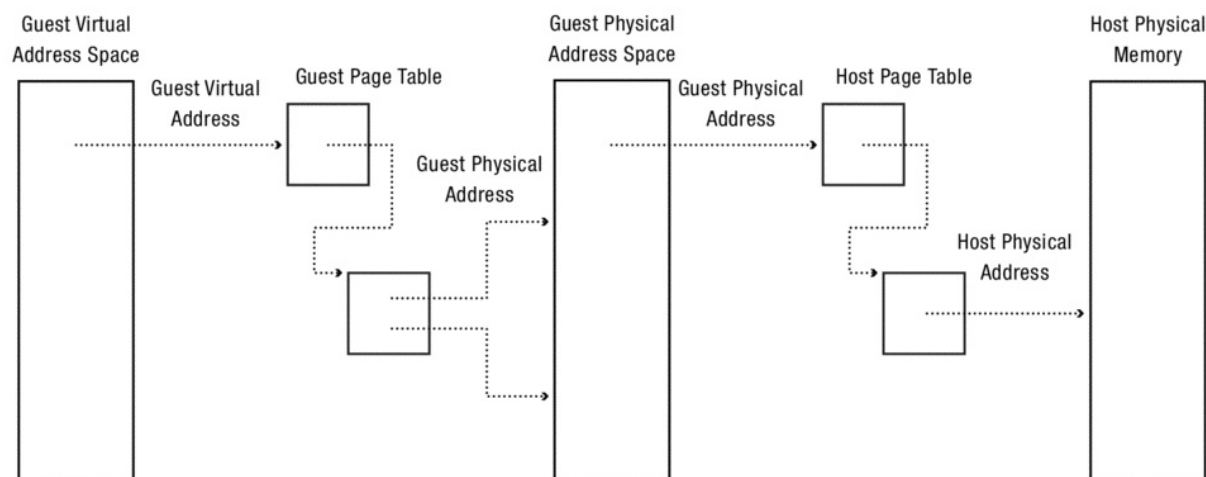 Guest Virtual
Address Space
Guest Physical
Address Space
Host Physical
Memory
Guest Virtual
Address
Guest Page Table
Guest Physical
Address
Guest Physical
Address
Host Page Table
Host Physical
Address